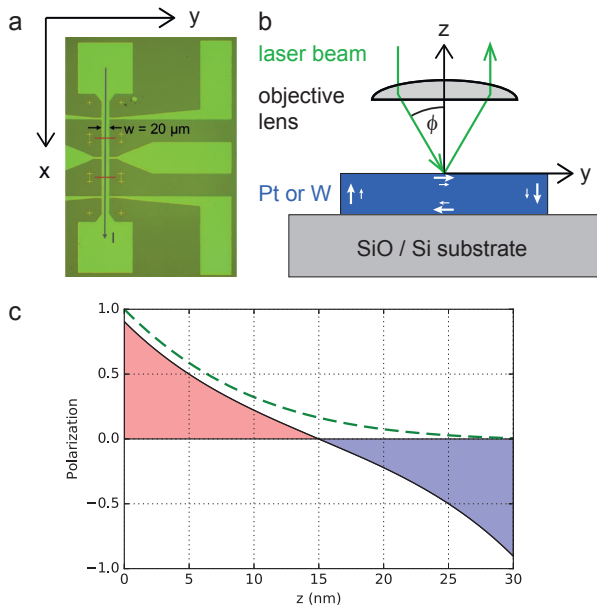 a
y
w = 20 μm
x
I
b
z
laser beam
objective
lens
ϕ
y
Pt or W
SiO / Si substrate
c
1.0
0.5
0.0
−0.5
−1.0
Polarization
0
5
10
15
20
25
30
z (nm)